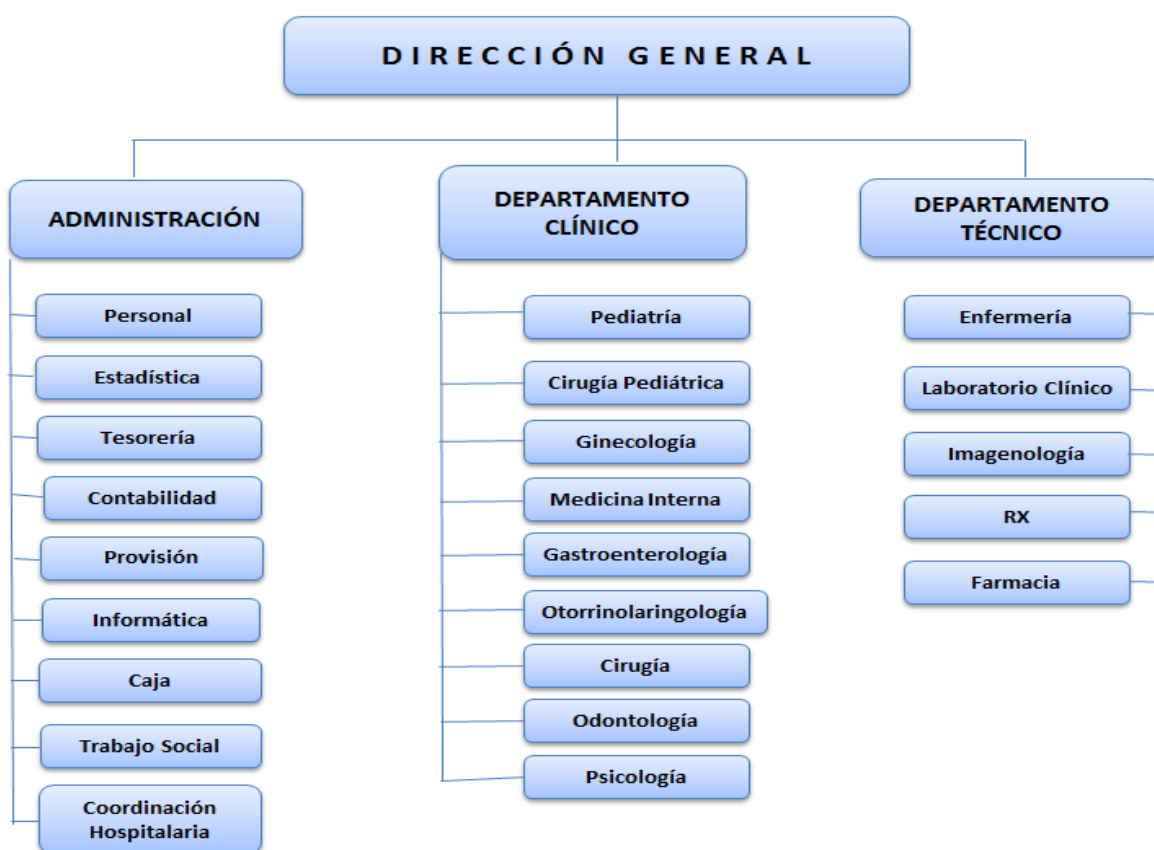 DIRECCIÓN GENERAL
ADMINISTRACIÓN
Personal
Estadística
Tesorería
Contabilidad
Provisión
Informática
Caja
Trabajo Social
Coordinación
Hospitalaria
DEPARTAMENTO
CLÍNICO
Pediatría
Cirugía Pediátrica
Ginecología
Medicina Interna
Gastroenterología
Otorrinolaringología
Cirugía
Odontología
Psicología
DEPARTAMENTO
TÉCNICO
Enfermería
Laboratorio Clínico
Imagenología
RX
Farmacia